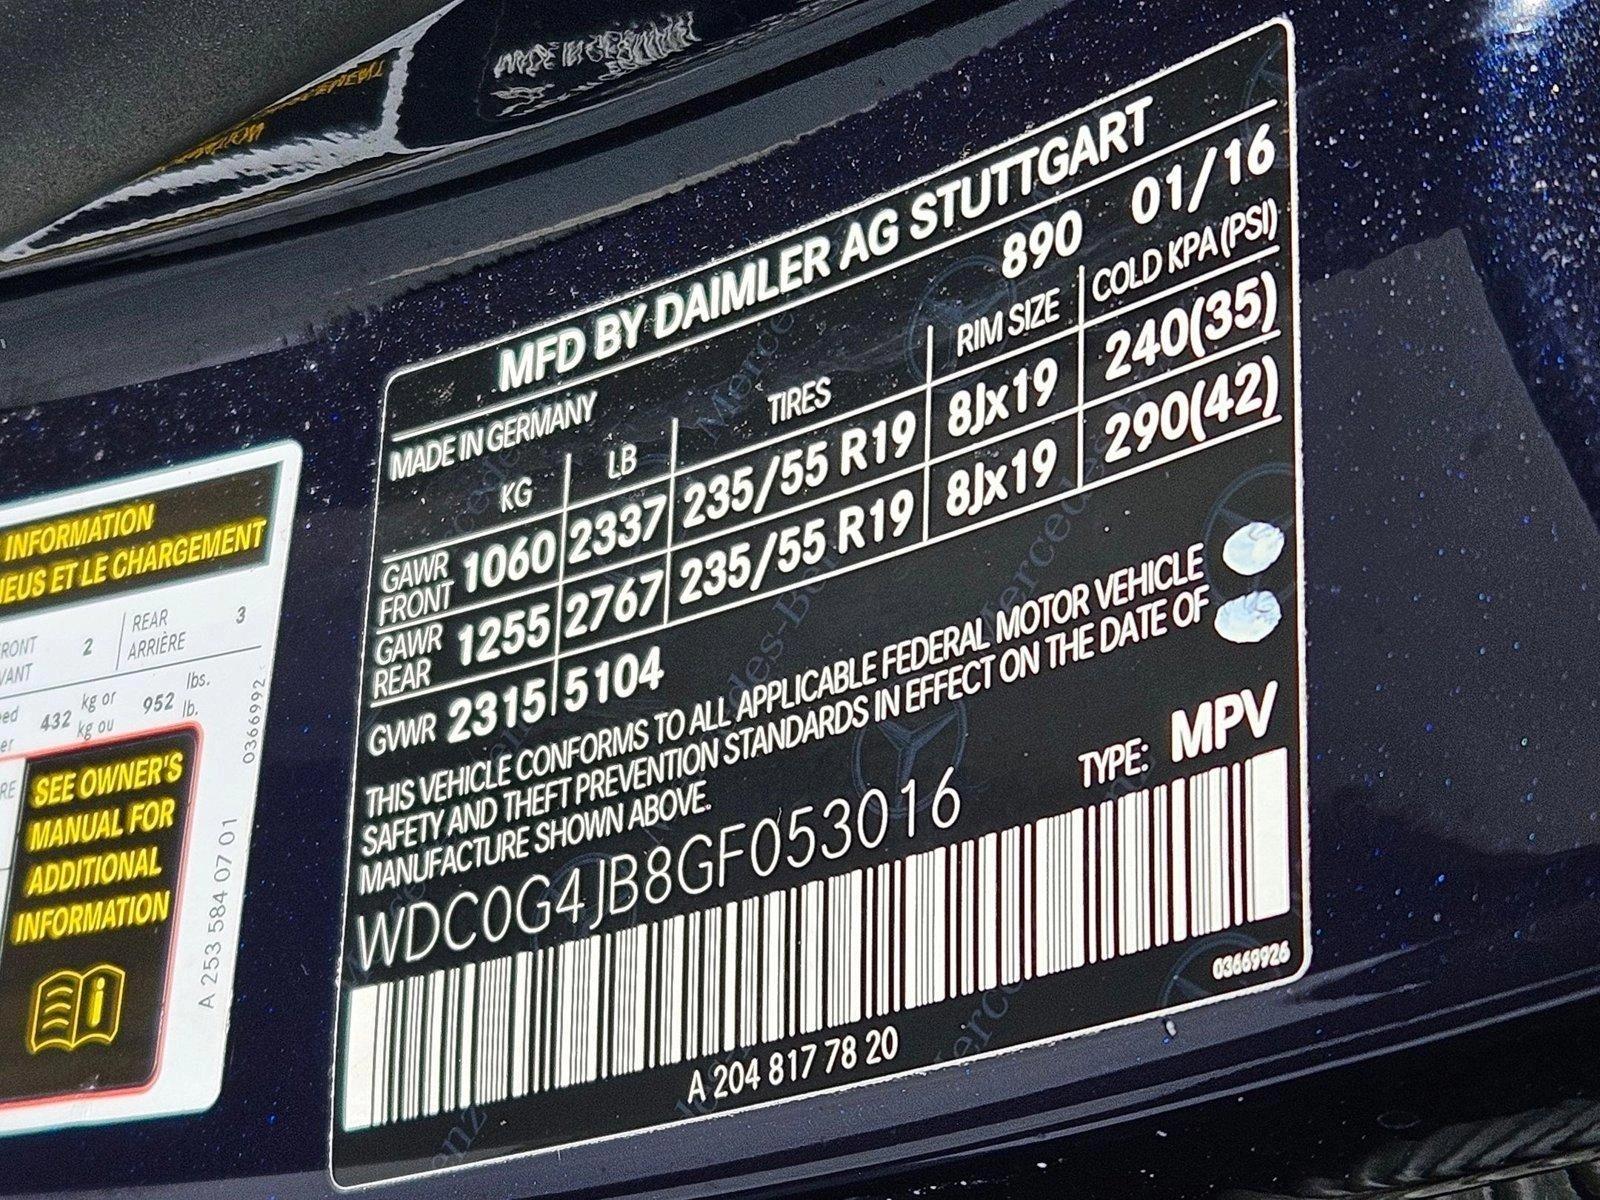 MADE IN GERMANY
MFD BY DAIMLER AG STUTTGART
MADE IN GERMANY 890 01/16
KG LB TIRES RIM SIZE COLD KPA (PSI)
GAWR FRONT 1060 2337 235/55 R19 8Jx19 240(35)
GAWR REAR 1255 2767 235/55 R19 8Jx19 290(42)
GVWR 2315 5104
THIS VEHICLE CONFORMS TO ALL APPLICABLE FEDERAL MOTOR VEHICLE
SAFETY AND THEFT PREVENTION STANDARDS IN EFFECT ON THE DATE OF
MANUFACTURE SHOWN ABOVE.
TYPE: MPV
WDC0G4JB8GF053016
03669926
A 204 817 78 20
INFORMATION
ET LE CHARGEMENT
2 REAR 3
ARRIÈRE
432 kg or 952 lbs.
kg ou lb.
0366992
SEE OWNER'S
MANUAL FOR
ADDITIONAL
INFORMATION
A 253 584 07 01